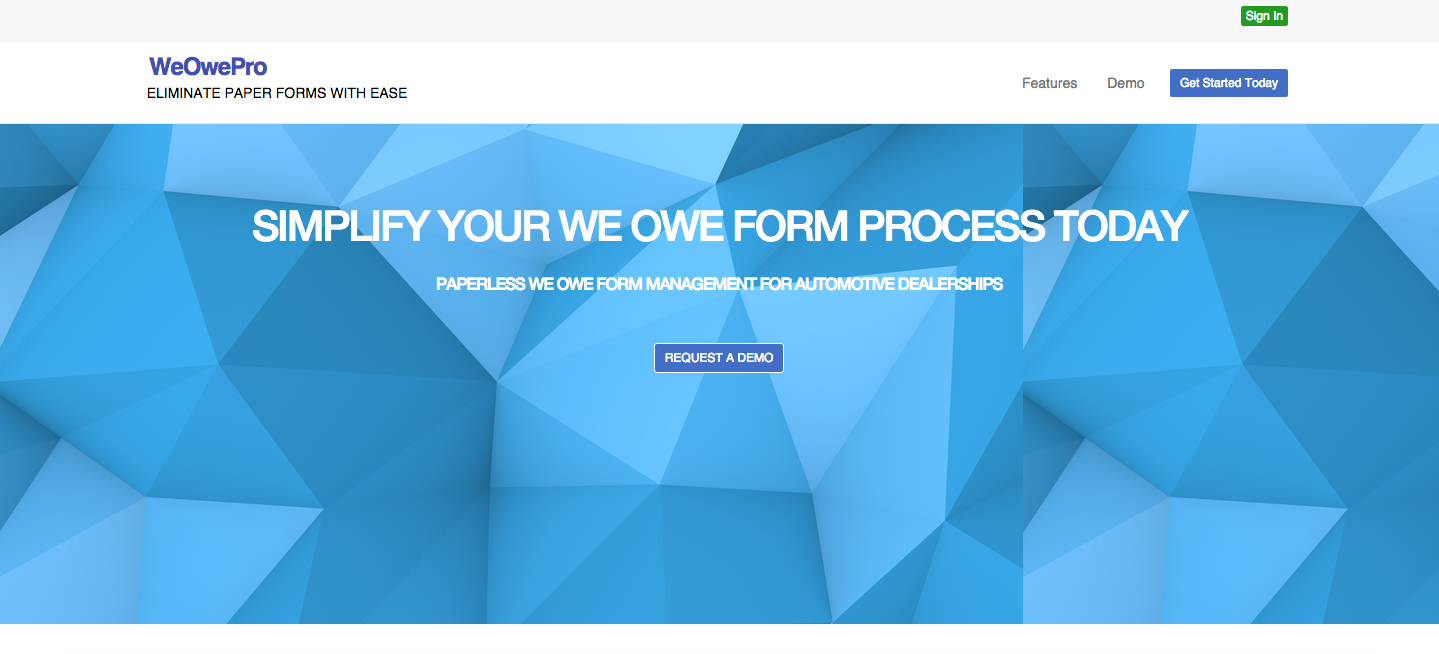 Sign In
WeOwePro
ELIMINATE PAPER FORMS WITH EASE
Features Demo Get Started Today
SIMPLIFY YOUR WE OWE FORM PROCESS TODAY
PAPERLESS WE OWE FORM MANAGEMENT FOR AUTOMOTIVE DEALERSHIPS
REQUEST A DEMO